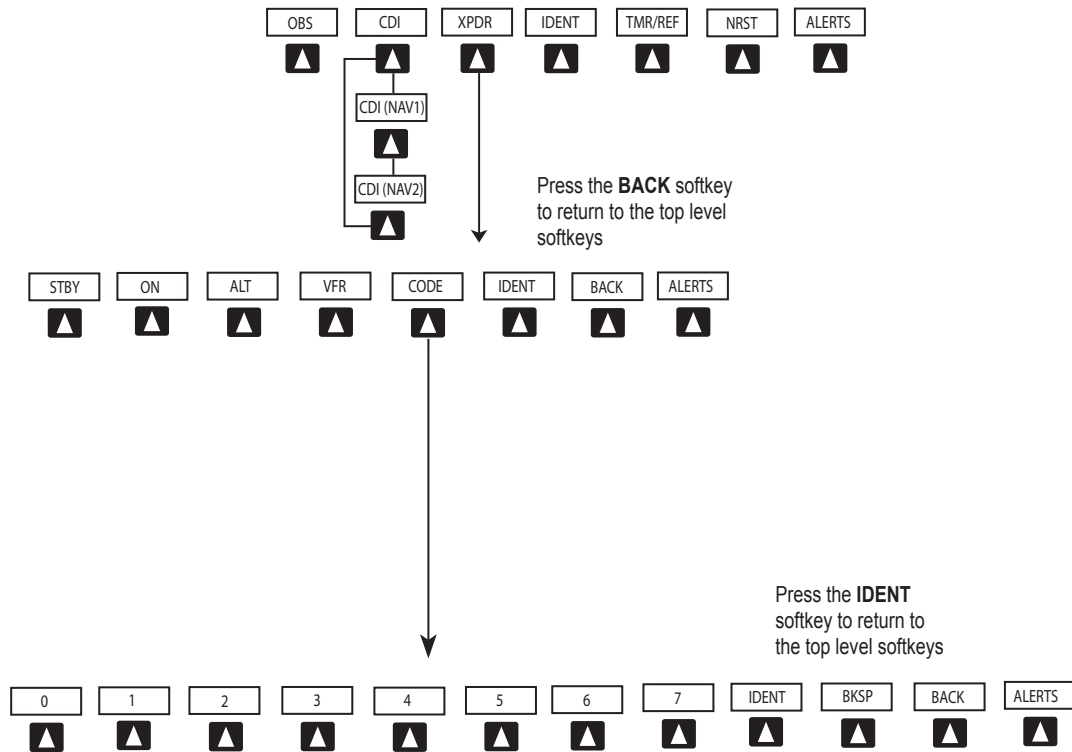 OBS CDI XPDR IDENT TMR/REF NRST ALERTS
CDI (NAV1)
CDI (NAV2)
Press the BACK softkey
to return to the top level
softkeys
STBY ON ALT VFR CODE IDENT BACK ALERTS
Press the IDENT
softkey to return to
the top level softkeys
0 1 2 3 4 5 6 7 IDENT BKSP BACK ALERTS